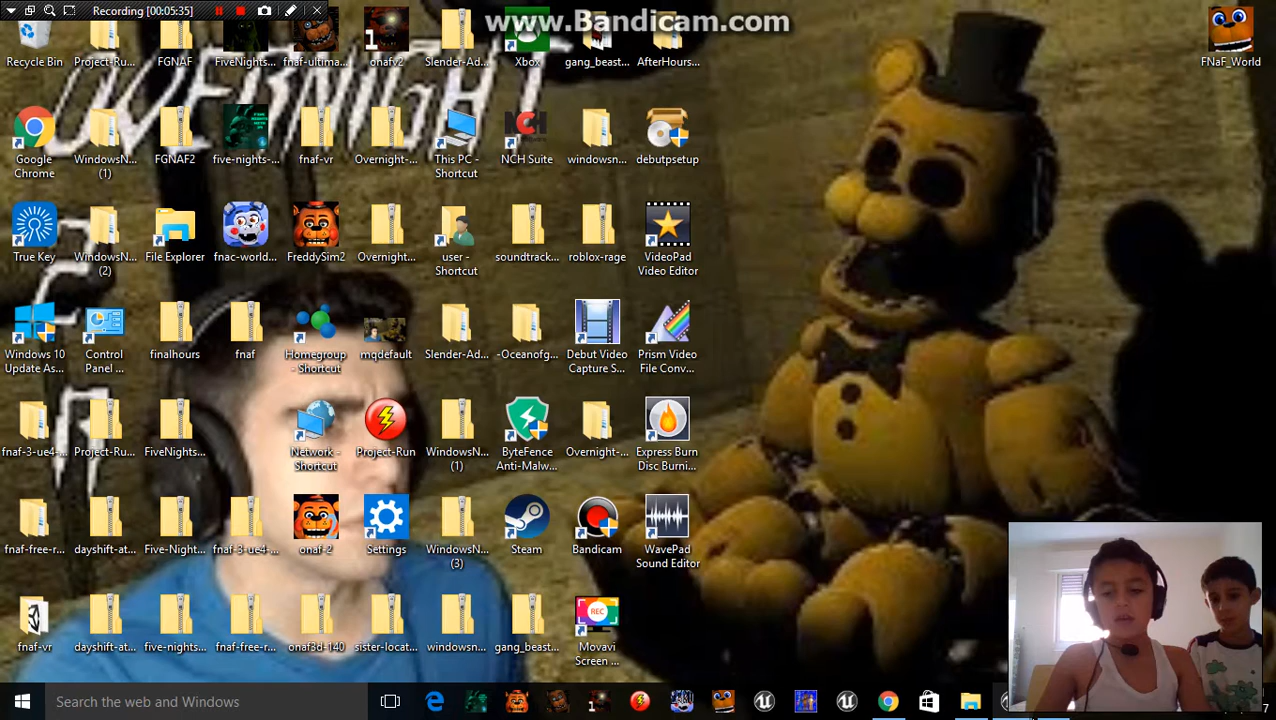 Recording [00:05:35]
www.Bandicam.com
OVERNIGHT
Recycle Bin
Project-Ru...
FGNAF
FiveNights...
fnaf-ultima...
onafv2
Slender-Ad...
Xbox
gang_beast...
AfterHours...
FNaF_World
Google Chrome
WindowsN... (1)
FGNAF2
five-nights-...
fnaf-vr
Overnight-...
This PC - Shortcut
NCH Suite
windowsn...
debutpsetup
True Key
WindowsN... (2)
File Explorer
fnac-world...
FreddySim2
Overnight...
user - Shortcut
soundtrack...
roblox-rage
VideoPad Video Editor
Windows 10 Update As...
Control Panel ...
finalhours
fnaf
Homegroup - Shortcut
mqdefault
Slender-Ad...
-Oceanofg...
Debut Video Capture S...
Prism Video File Conv...
fnaf-3-ue4-...
Project-Ru...
FiveNights...
Network - Shortcut
Project-Run
WindowsN... (1)
ByteFence Anti-Malw...
Overnight-...
Express Burn Disc Burni...
fnaf-free-r...
dayshift-at...
Five-Night...
fnaf-3-ue4-...
onaf-2
Settings
WindowsN... (3)
Steam
Bandicam
WavePad Sound Editor
fnaf-vr
dayshift-at...
five-nights...
fnaf-free-r...
onaf3d-140
sister-locat...
windowsn...
gang_beast...
Movavi Screen ...
Search the web and Windows